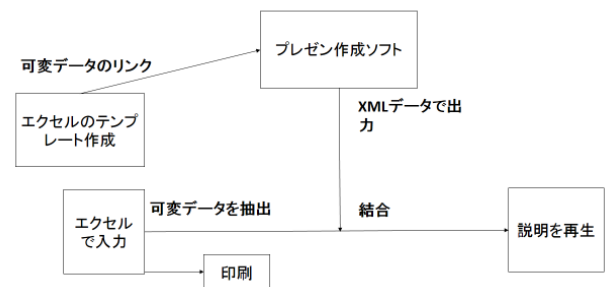 プレゼン作成ソフト
可変データのリンク
エクセルのテンプ
レート作成
XMLデータで出
力
エクセル
で入力
可変データを抽出
結合
説明を再生
印刷